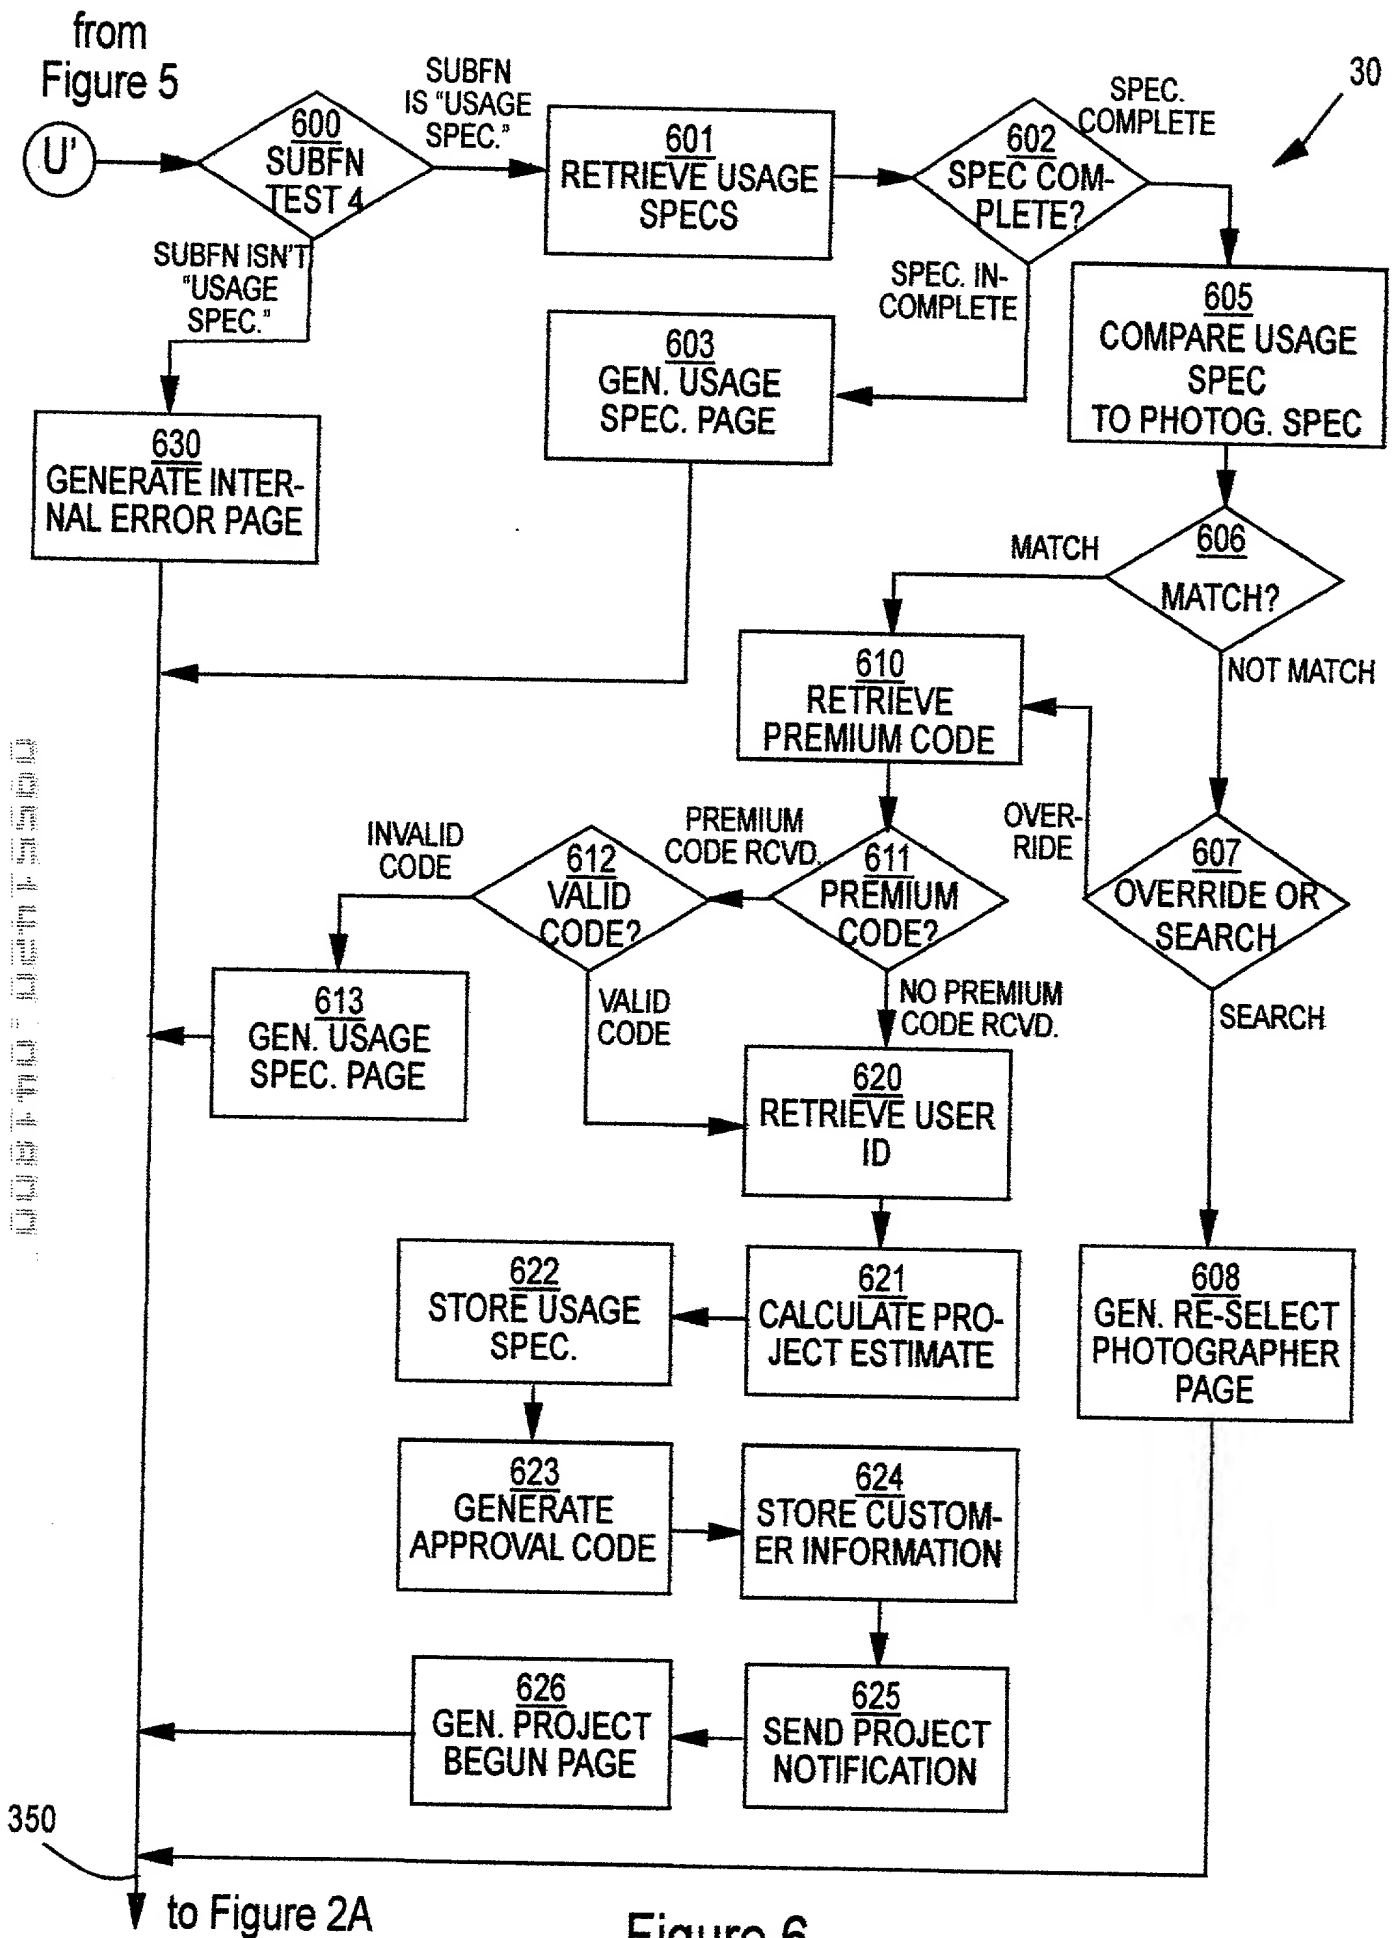 from
Figure 5
U'
600
SUBFN
TEST 4
SUBFN
IS "USAGE
SPEC."
601
RETRIEVE USAGE
SPECS
602
SPEC COM-
PLETE?
SPEC.
COMPLETE
30
SUBFN ISN'T
"USAGE
SPEC."
SPEC. IN-
COMPLETE
603
GEN. USAGE
SPEC. PAGE
605
COMPARE USAGE
SPEC
TO PHOTOG. SPEC
630
GENERATE INTER-
NAL ERROR PAGE
MATCH
606
MATCH?
NOT MATCH
610
RETRIEVE
PREMIUM CODE
OVER-
RIDE
607
OVERRIDE OR
SEARCH
SEARCH
PREMIUM
CODE RCVD.
611
PREMIUM
CODE?
612
VALID
CODE?
INVALID
CODE
VALID
CODE
NO PREMIUM
CODE RCVD.
613
GEN. USAGE
SPEC. PAGE
620
RETRIEVE USER
ID
621
CALCULATE PRO-
JECT ESTIMATE
622
STORE USAGE
SPEC.
608
GEN. RE-SELECT
PHOTOGRAPHER
PAGE
623
GENERATE
APPROVAL CODE
624
STORE CUSTOM-
ER INFORMATION
625
SEND PROJECT
NOTIFICATION
626
GEN. PROJECT
BEGUN PAGE
350
to Figure 2A
Figure 6